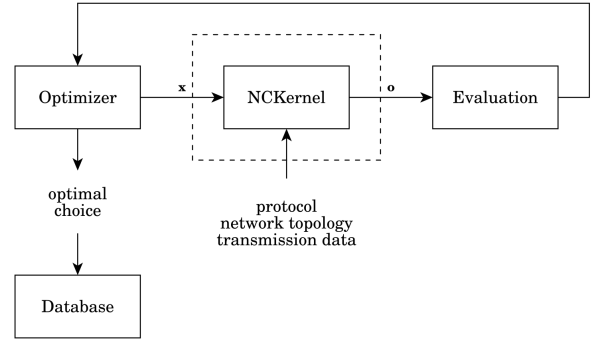 Optimizer
x
NCKernel
o
Evaluation
optimal
choice
protocol
network topology
transmission data
Database